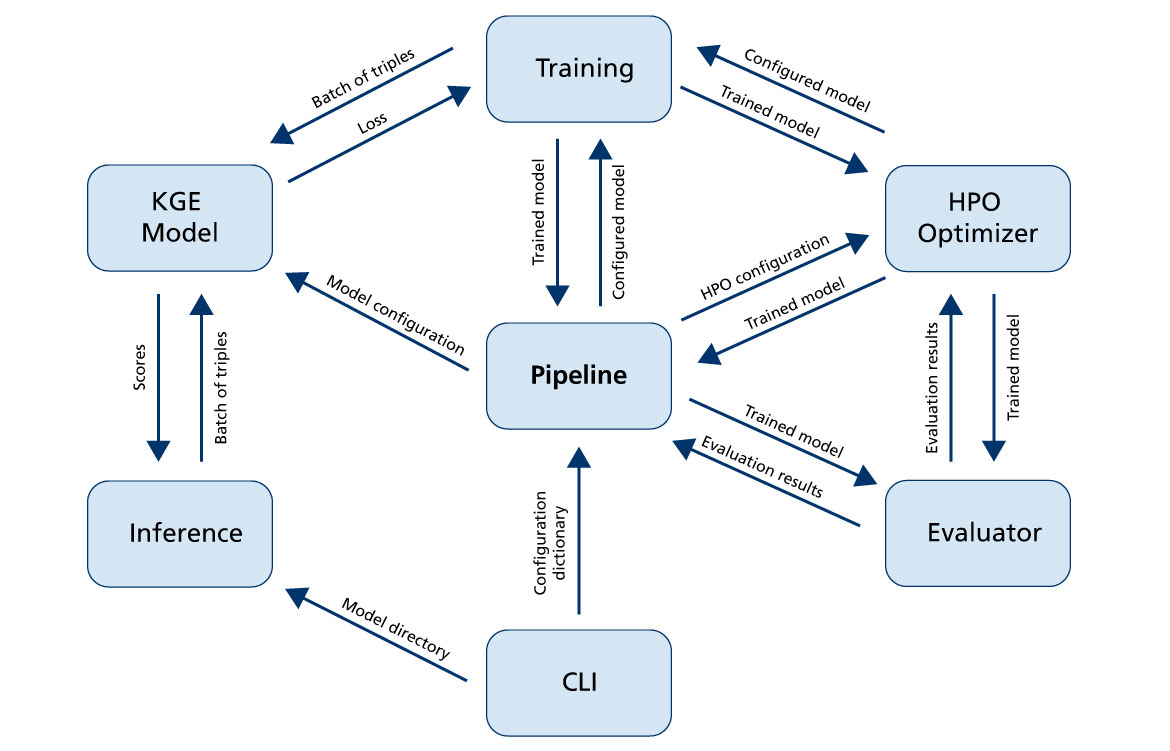 Training
Batch of triples
Loss
Configured model
Trained model
KGE
Model
Trained model
Configured model
HPO
Optimizer
HPO configuration
Trained model
Model configuration
Pipeline
Scores
Batch of triples
Evaluation results
Trained model
Trained model
Evaluation results
Inference
Configuration
dictionary
Evaluator
Model directory
CLI